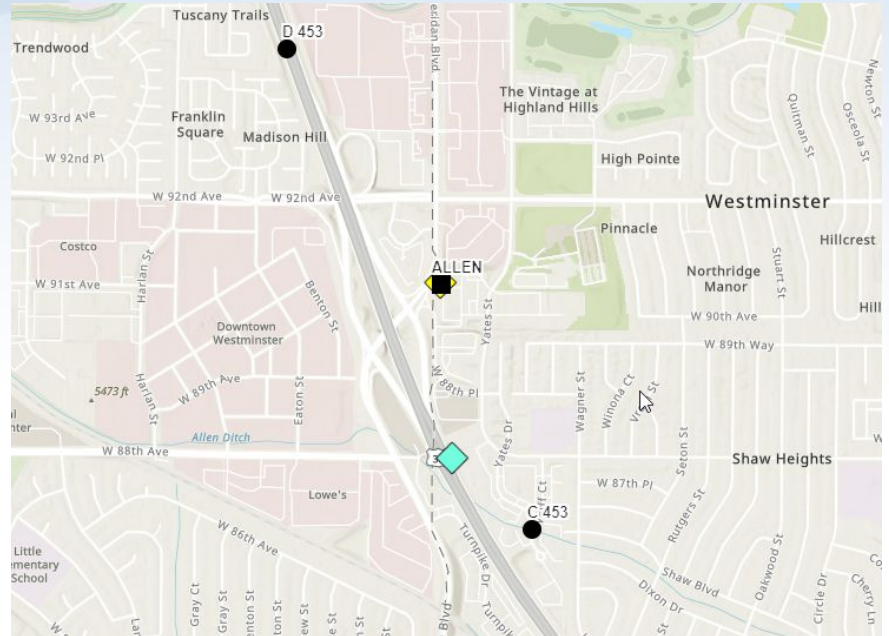 Tuscany Trails
D 453
Trendwood
The Vintage at
Highland Hills
Newton St
Quitman St
Osceola St
W 93rd Ave
Franklin
Square
Madison Hill
W 92nd Pl
High Pointe
W 92nd Ave
W 92nd Ave
Westminster
Pinnacle
Hillcrest
Costco
Harlan St
Stuart St
ALLEN
Northridge
Manor
W 91st Ave
Benton St
Yates St
W 90th Ave
Downtown
Westminster
W 89th Way
W 88th Pl
5473 ft
W 89th Ave
Harlan St
Eaton St
Wagner St
Winona Ct
Allen Ditch
Yates Dr
Seton St
W 88th Ave
Shaw Heights
Lowe's
W 87th Pl
C 453
Rutgers St
W 86th Ave
Turnpike Dr
Little
School
Shaw Blvd
Oakwood St
Dixon Dr
Circle Dr
Cherry Ln
Gray Ct
Gray St
Blvd